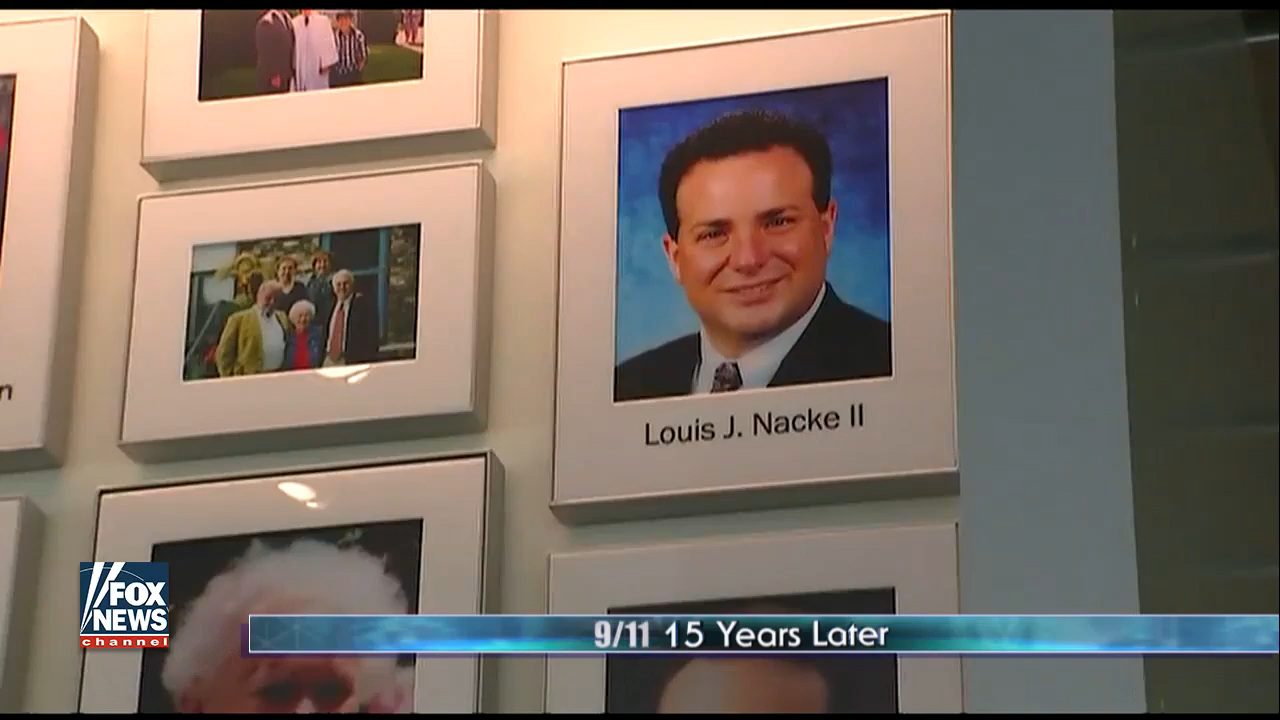 Louis J. Nacke II
n
FOX
NEWS
channel
9/11 15 Years Later